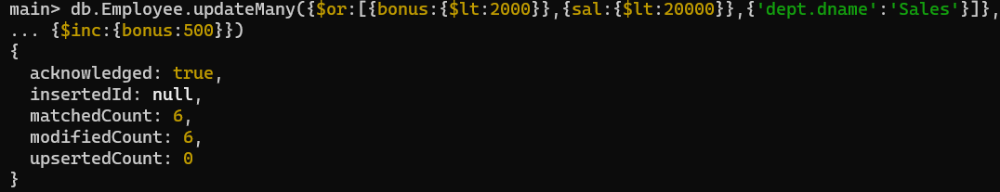 main> db.Employee.updateMany({$or:[{bonus:{$lt:2000}},{sal:{$lt:20000}},{'dept.dname':'Sales'}]},
... {$inc:{bonus:500}})
{
  acknowledged: true,
  insertedId: null,
  matchedCount: 6,
  modifiedCount: 6,
  upsertedCount: 0
}